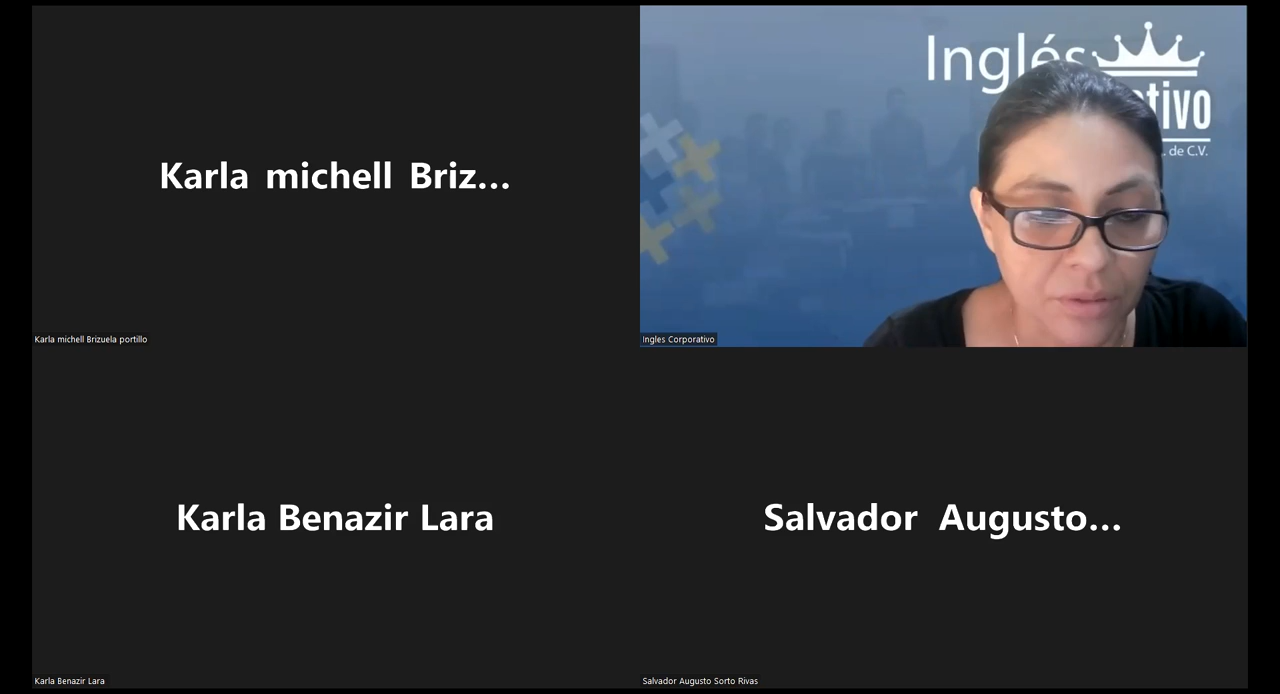 Karla michell Briz...
Karla michell Brizuela portillo
Inglés
ativo
. de C.V.
Ingles Corporativo
Karla Benazir Lara
Karla Benazir Lara
Salvador Augusto...
Salvador Augusto Sorto Rivas